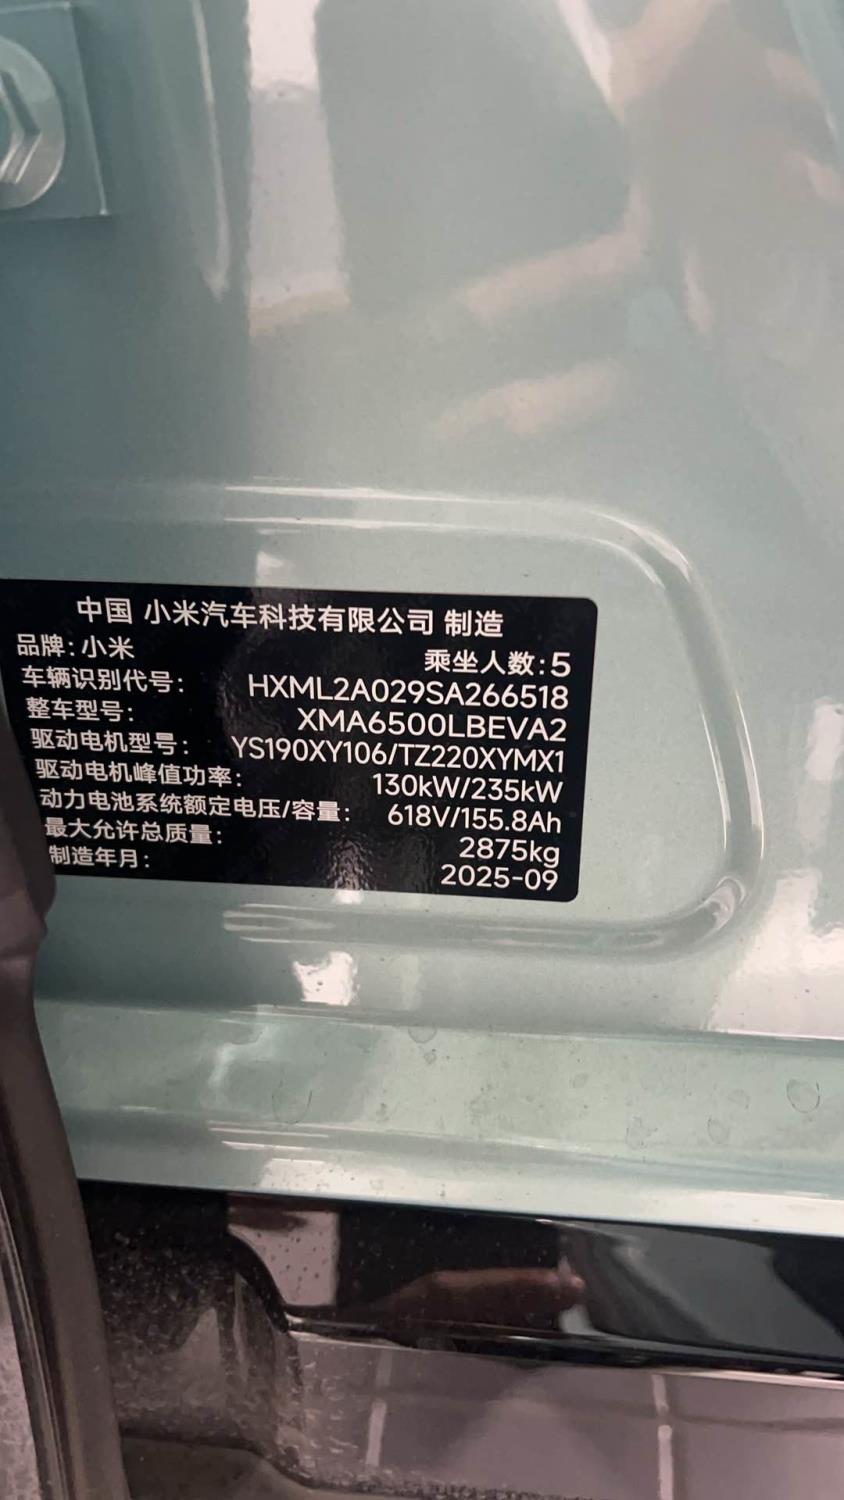 中国 小米汽车科技有限公司 制造
品牌:小米 乘坐人数:5
车辆识别代号: HXML2A029SA266518
整车型号: XMA6500LBEVA2
驱动电机型号: YS190XY106/TZ220XYMX1
驱动电机峰值功率: 130kW/235kW
动力电池系统额定电压/容量: 618V/155.8Ah
最大允许总质量: 2875kg
制造年月: 2025-09